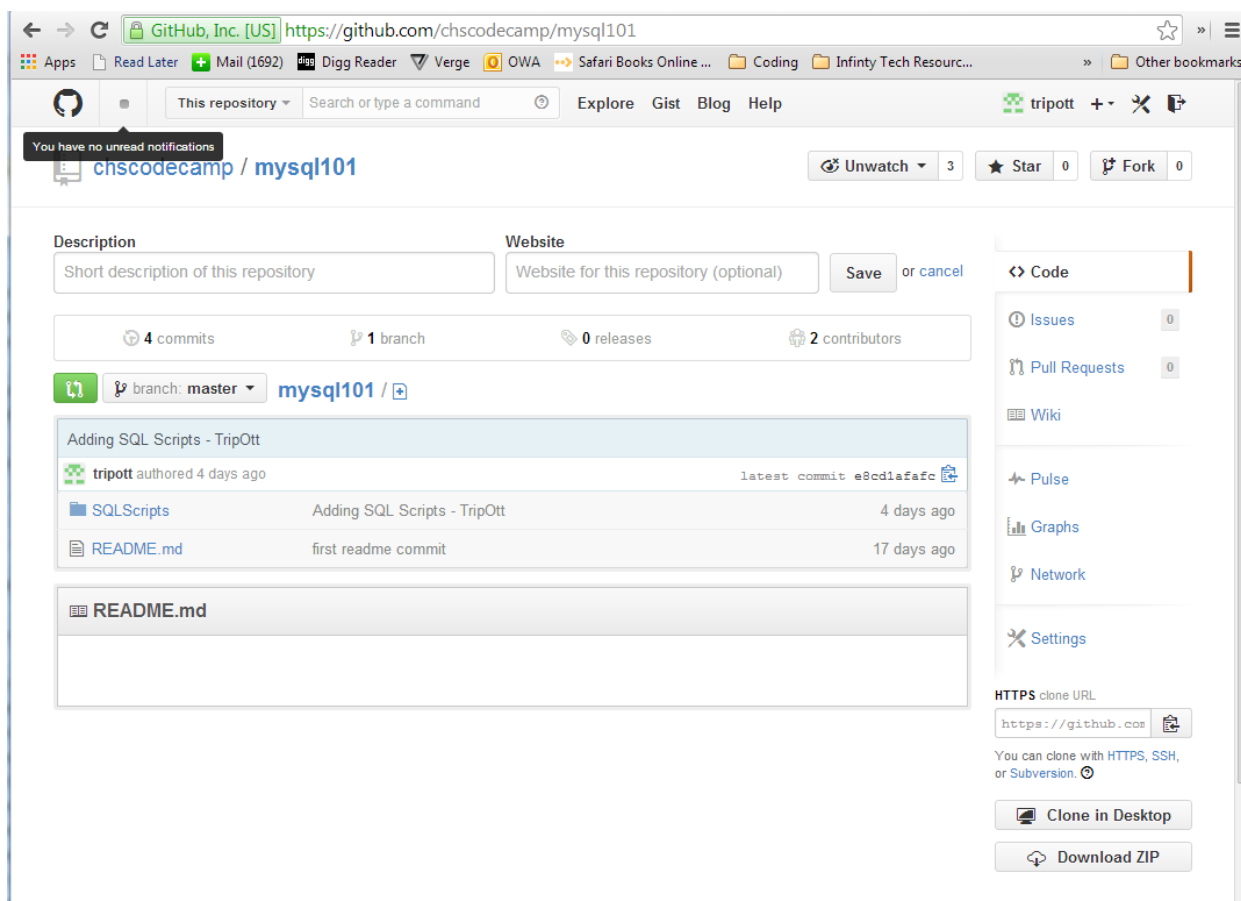 GitHub, Inc. [US] https://github.com/chscodecamp/mysql101 »
Apps Read Later Mail (1692) digg Digg Reader Verge OWA Safari Books Online ... Coding Infinty Tech Resourc... » Other bookmarks
This repository Search or type a command Explore Gist Blog Help tripott
You have no unread notifications
chscodecamp / mysql101 Unwatch 3 Star 0 Fork 0
Description Website
Short description of this repository Website for this repository (optional) Save or cancel
4 commits 1 branch 0 releases 2 contributors
branch: master mysql101 /
Adding SQL Scripts - TripOtt
tripott authored 4 days ago latest commit e8cd1afafc
SQLScripts Adding SQL Scripts - TripOtt 4 days ago
README.md first readme commit 17 days ago
README.md
Code
Issues 0
Pull Requests 0
Wiki
Pulse
Graphs
Network
Settings
HTTPS clone URL
https://github.com
You can clone with HTTPS, SSH,
or Subversion.
Clone in Desktop
Download ZIP